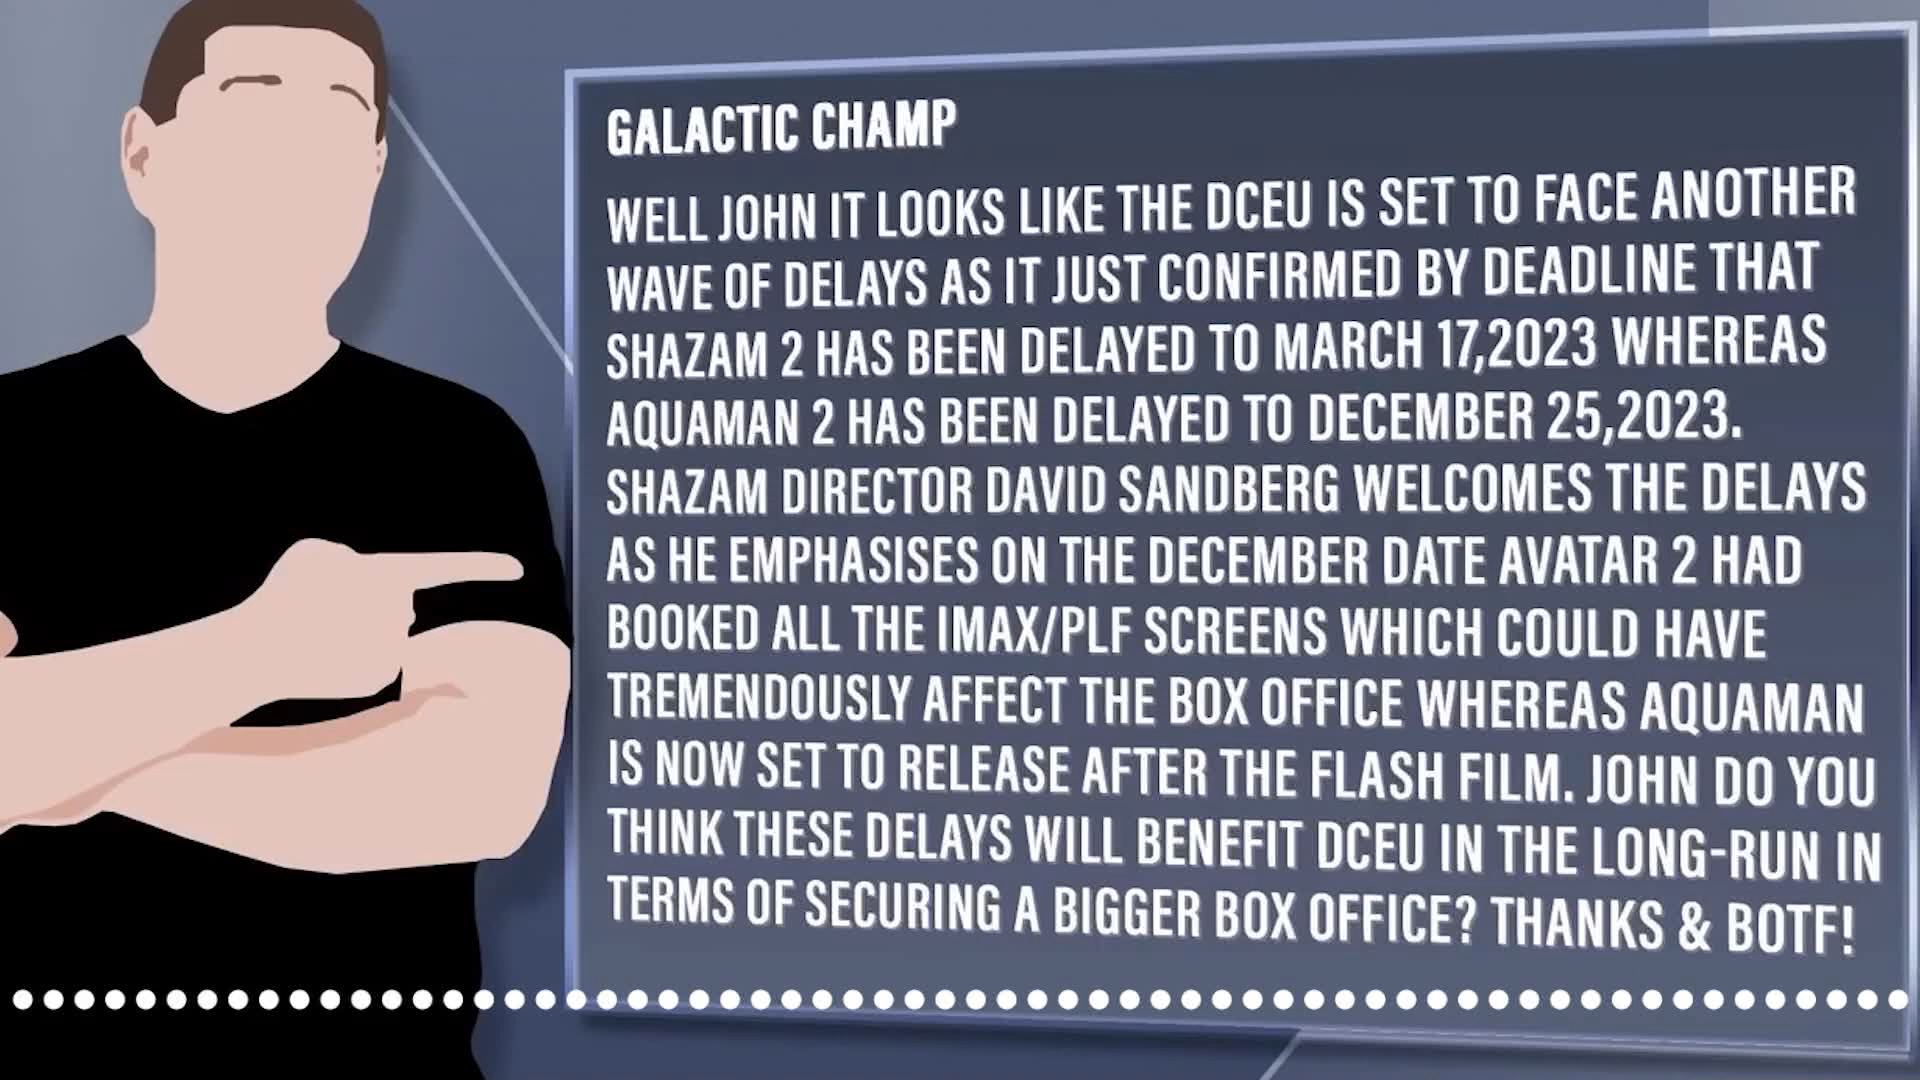 GALACTIC CHAMP
WELL JOHN IT LOOKS LIKE THE DCEU IS SET TO FACE ANOTHER
WAVE OF DELAYS AS IT JUST CONFIRMED BY DEADLINE THAT
SHAZAM 2 HAS BEEN DELAYED TO MARCH 17,2023 WHEREAS
AQUAMAN 2 HAS BEEN DELAYED TO DECEMBER 25,2023.
SHAZAM DIRECTOR DAVID SANDBERG WELCOMES THE DELAYS
AS HE EMPHASISES ON THE DECEMBER DATE AVATAR 2 HAD
BOOKED ALL THE IMAX/PLF SCREENS WHICH COULD HAVE
TREMENDOUSLY AFFECT THE BOX OFFICE WHEREAS AQUAMAN
IS NOW SET TO RELEASE AFTER THE FLASH FILM. JOHN DO YOU
THINK THESE DELAYS WILL BENEFIT DCEU IN THE LONG-RUN IN
TERMS OF SECURING A BIGGER BOX OFFICE? THANKS & BOTF!